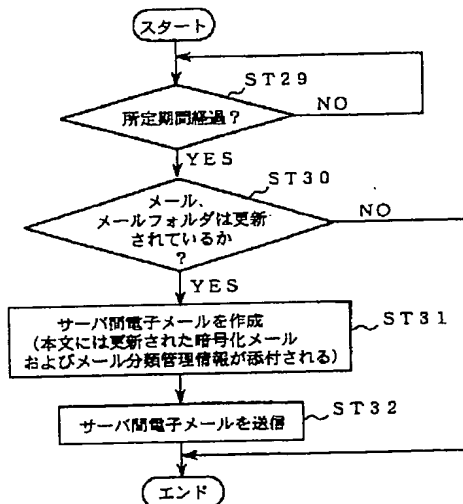 スタート
ST29
所定期間経過?
NO
YES
ST30
メール、
メールフォルダは更新
されているか
?
NO
YES
サーバ間電子メールを作成
(本文には更新された暗号化メール
およびメール分類管理情報が添付される)
ST31
サーバ間電子メールを送信
ST32
エンド